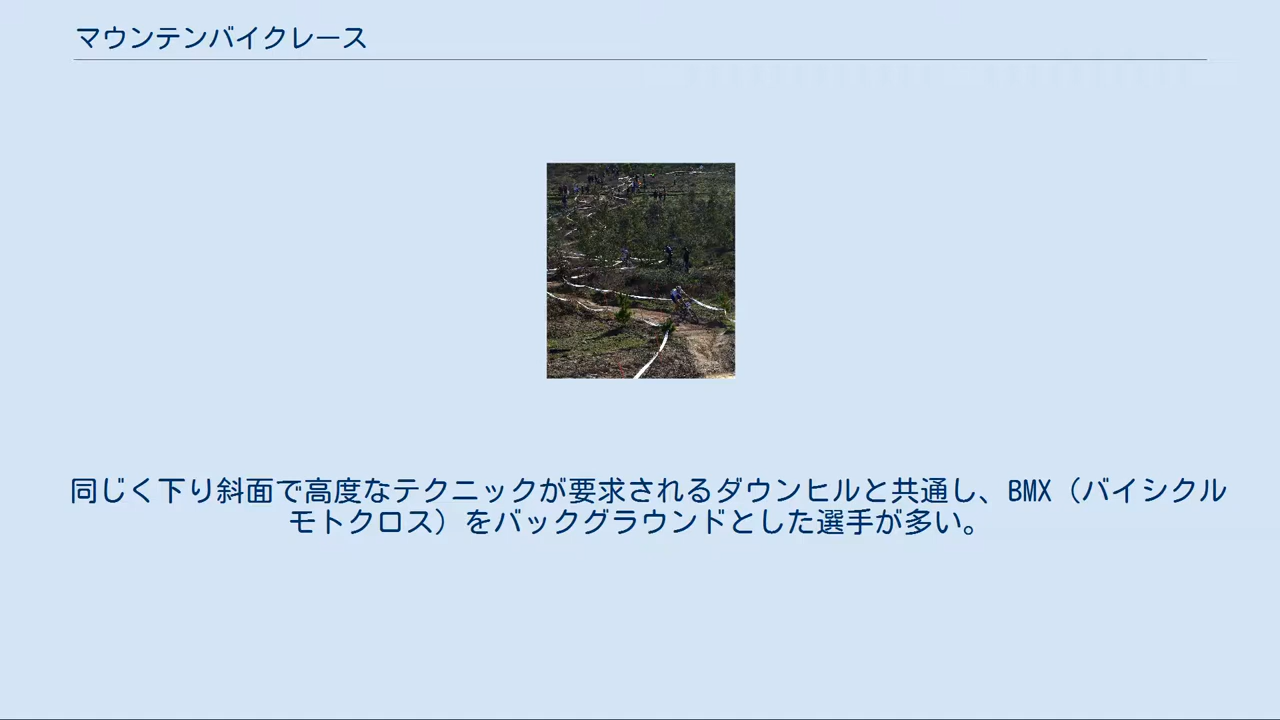 マウンテンバイクレース
同じく下り斜面で高度なテクニックが要求されるダウンヒルと共通し、BMX（バイシクル
モトクロス）をバックグラウンドとした選手が多い。